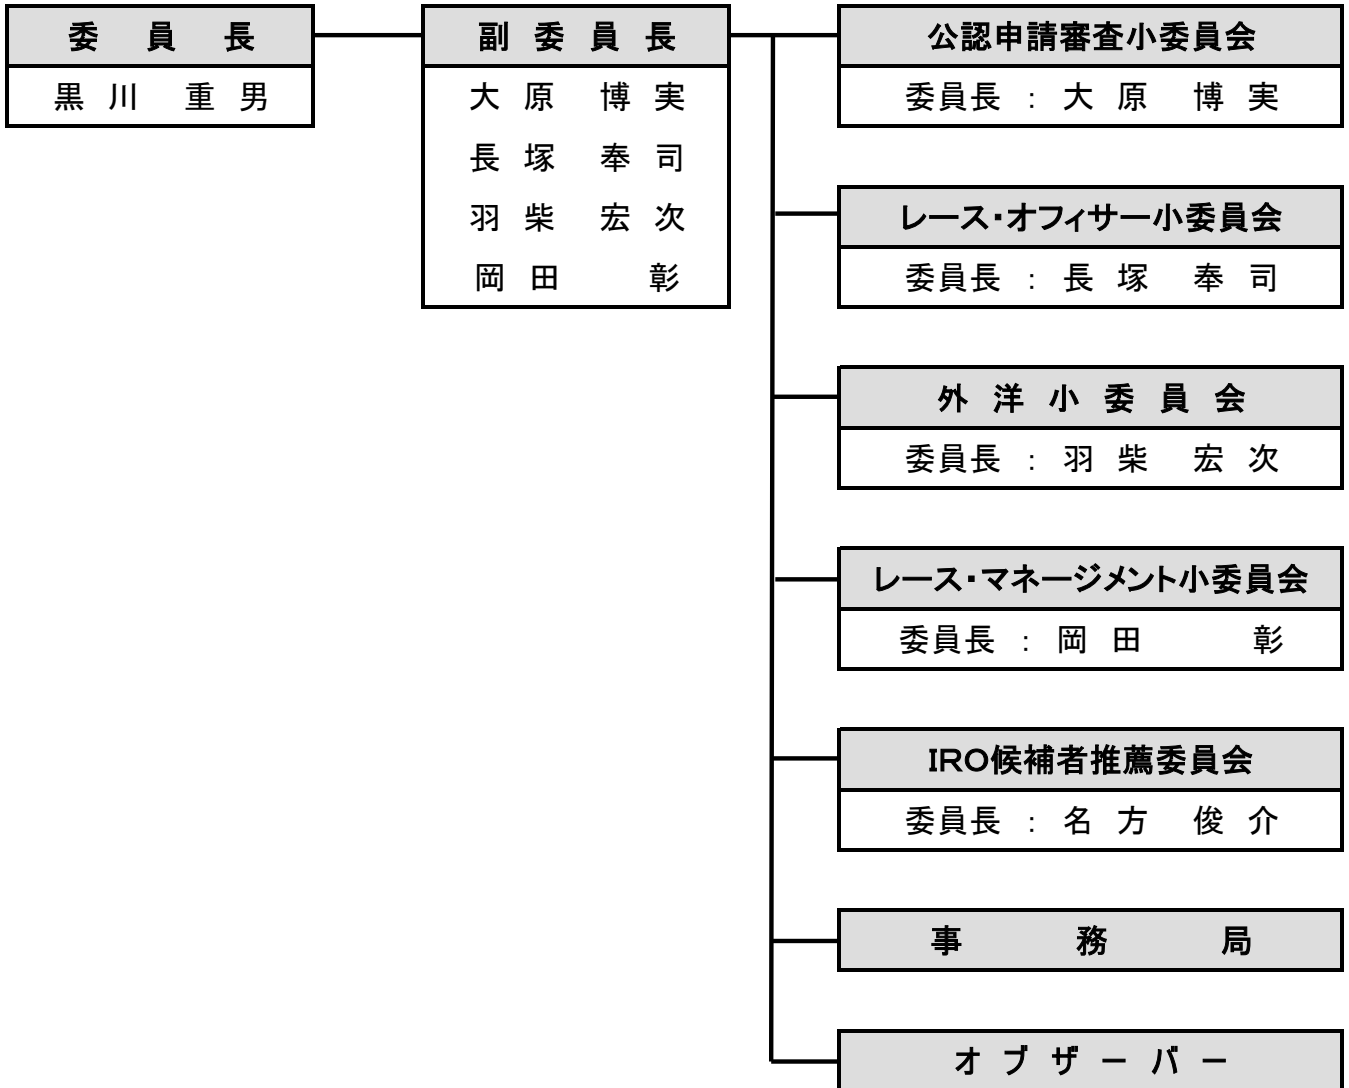 委員長
黒川 重男
副委員長
大原 博実
長塚 奉司
羽柴 宏次
岡田 彰
公認申請審査小委員会
委員長 : 大原 博実
レース・オフィサー小委員会
委員長 : 長塚 奉司
外洋小委員会
委員長 : 羽柴 宏次
レース・マネージメント小委員会
委員長 : 岡田 彰
IRO候補者推薦委員会
委員長 : 名方 俊介
事務局
オブザーバー